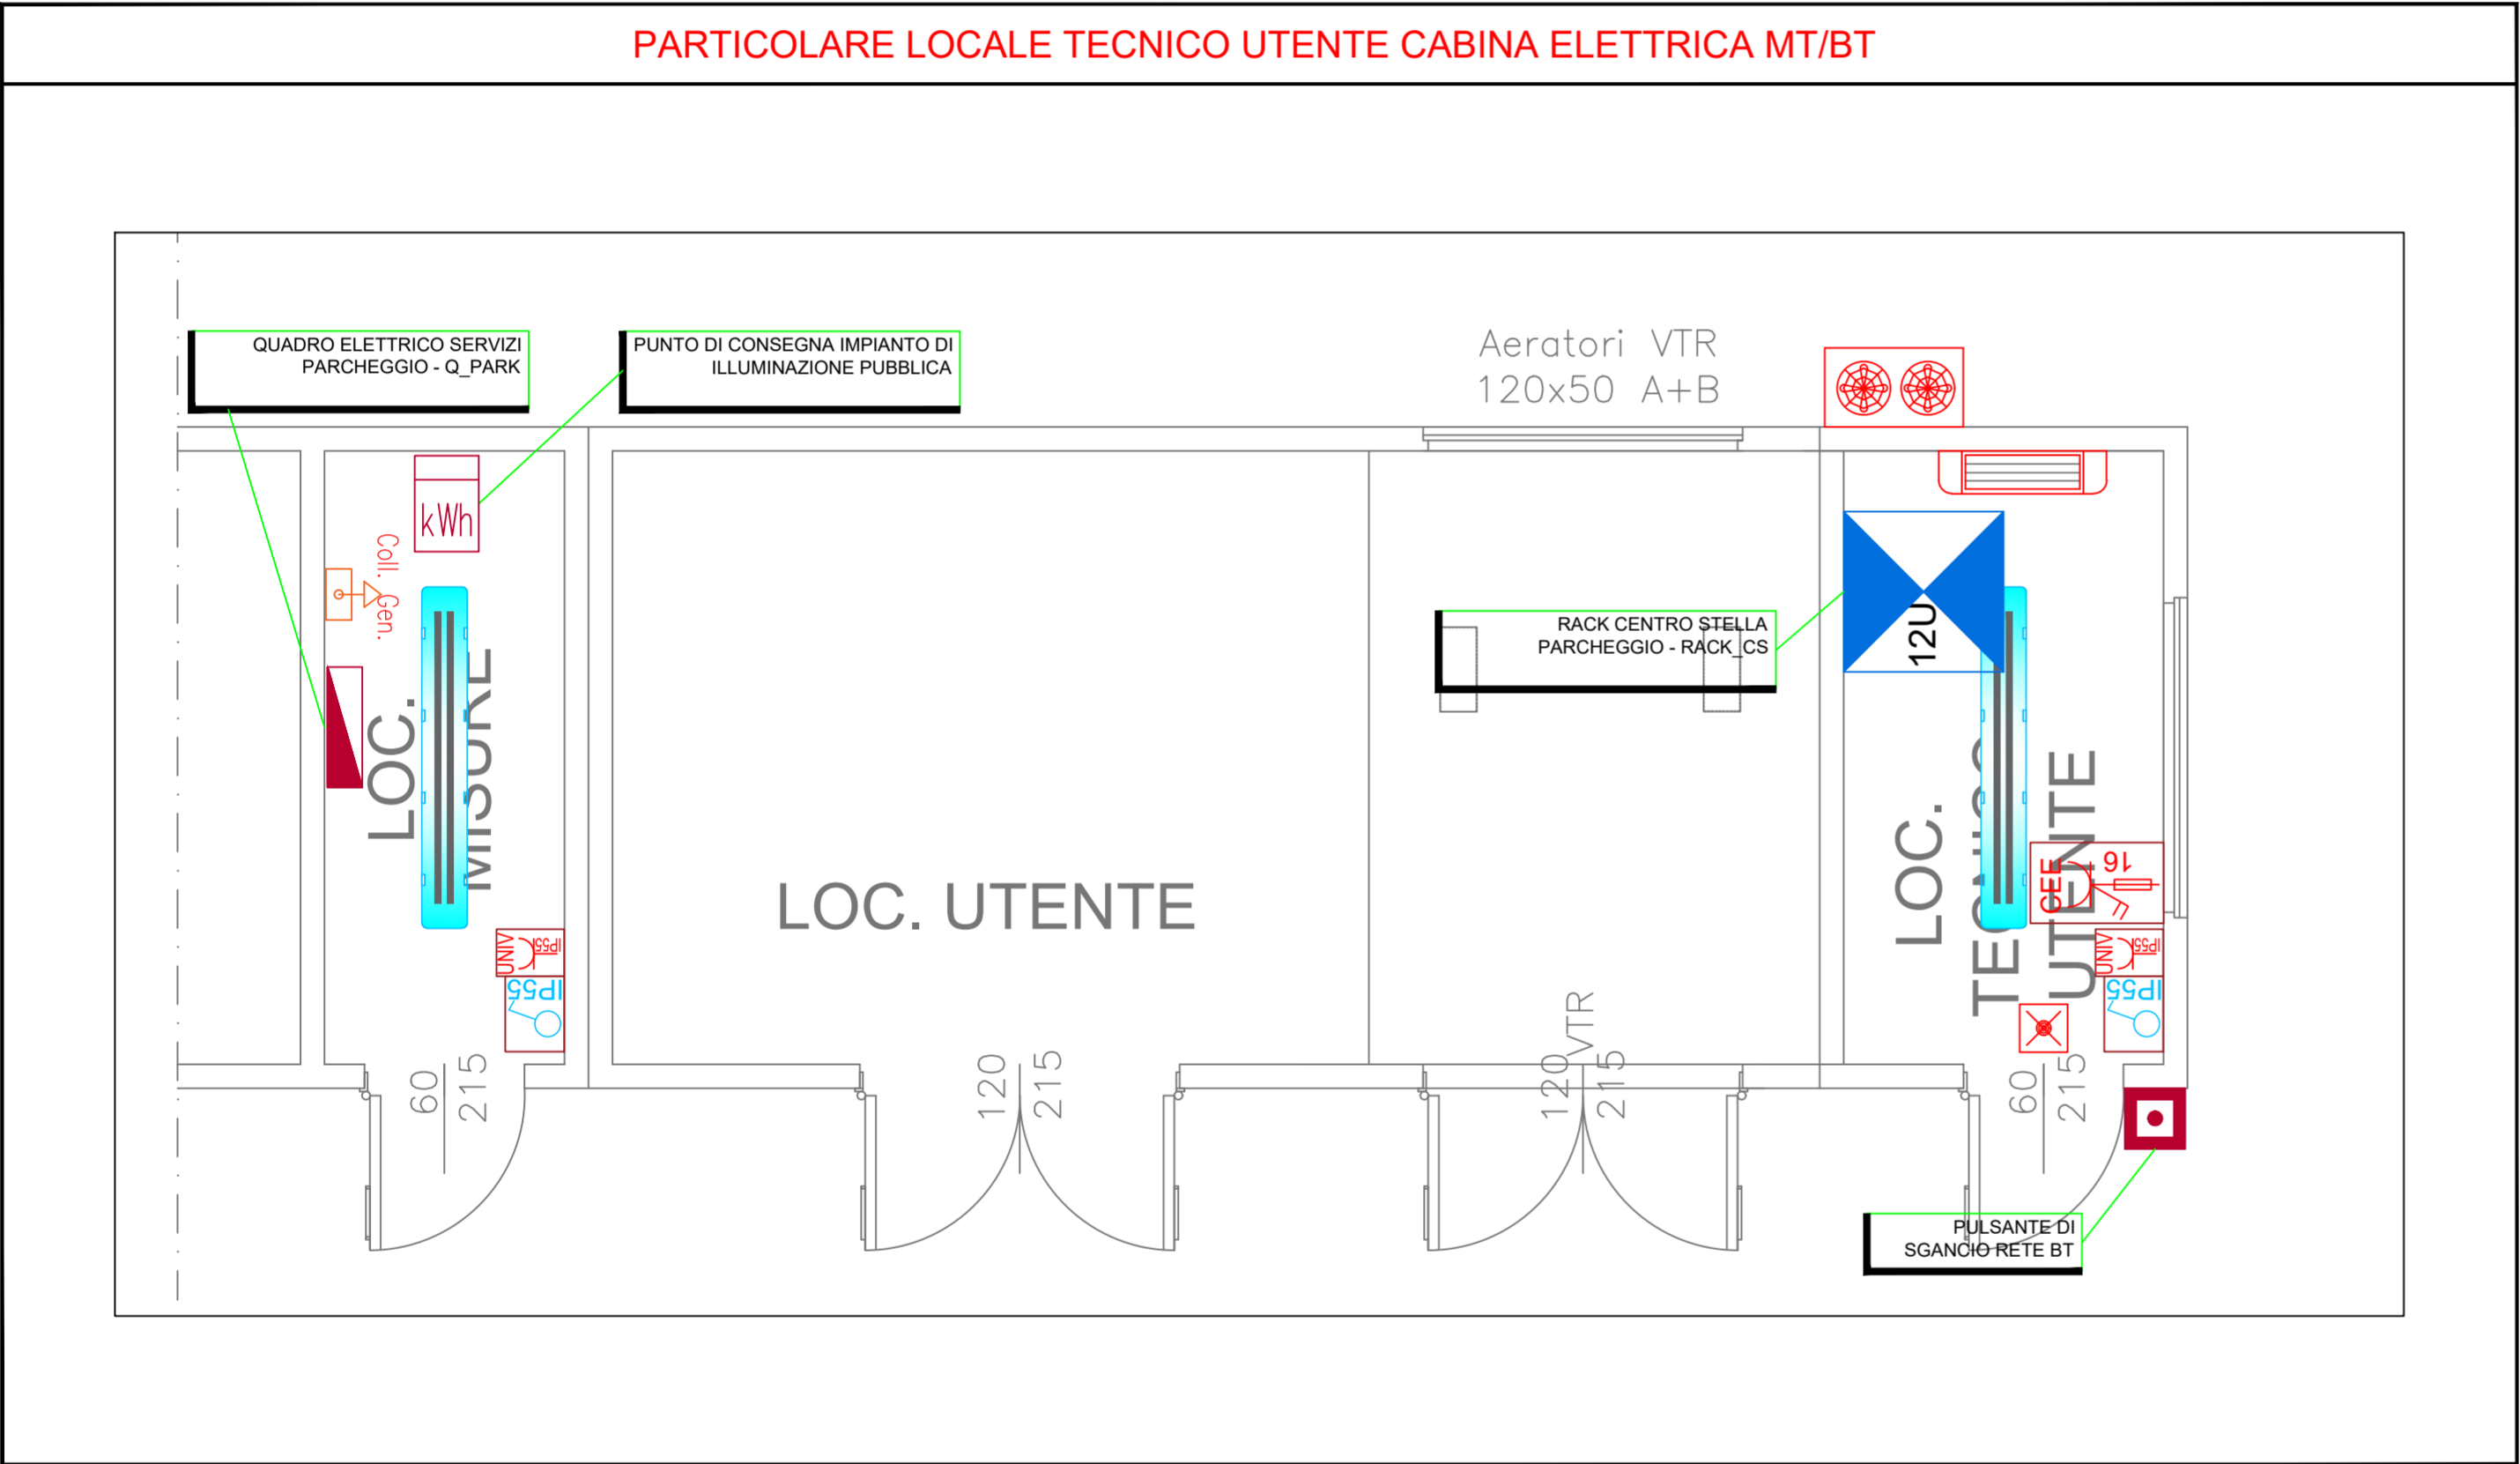 PARTICOLARE LOCALE TECNICO UTENTE CABINA ELETTRICA MT/BT
QUADRO ELETTRICO SERVIZI
PARCHEGGIO - Q_PARK
PUNTO DI CONSEGNA IMPIANTO DI
ILLUMINAZIONE PUBBLICA
Aeratori VTR
120x50 A+B
kWh
Coll. Gen.
LOC.
MISURE
UNIV
IP55
IP55
60
215
LOC. UTENTE
120
215
RACK CENTRO STELLA
PARCHEGGIO - RACK_CS
VTR
120
215
12U
LOC.
TECNICO
UTENTE
CEE
16
UNIV
IP55
IP55
60
215
PULSANTE DI
SGANCIO RETE BT